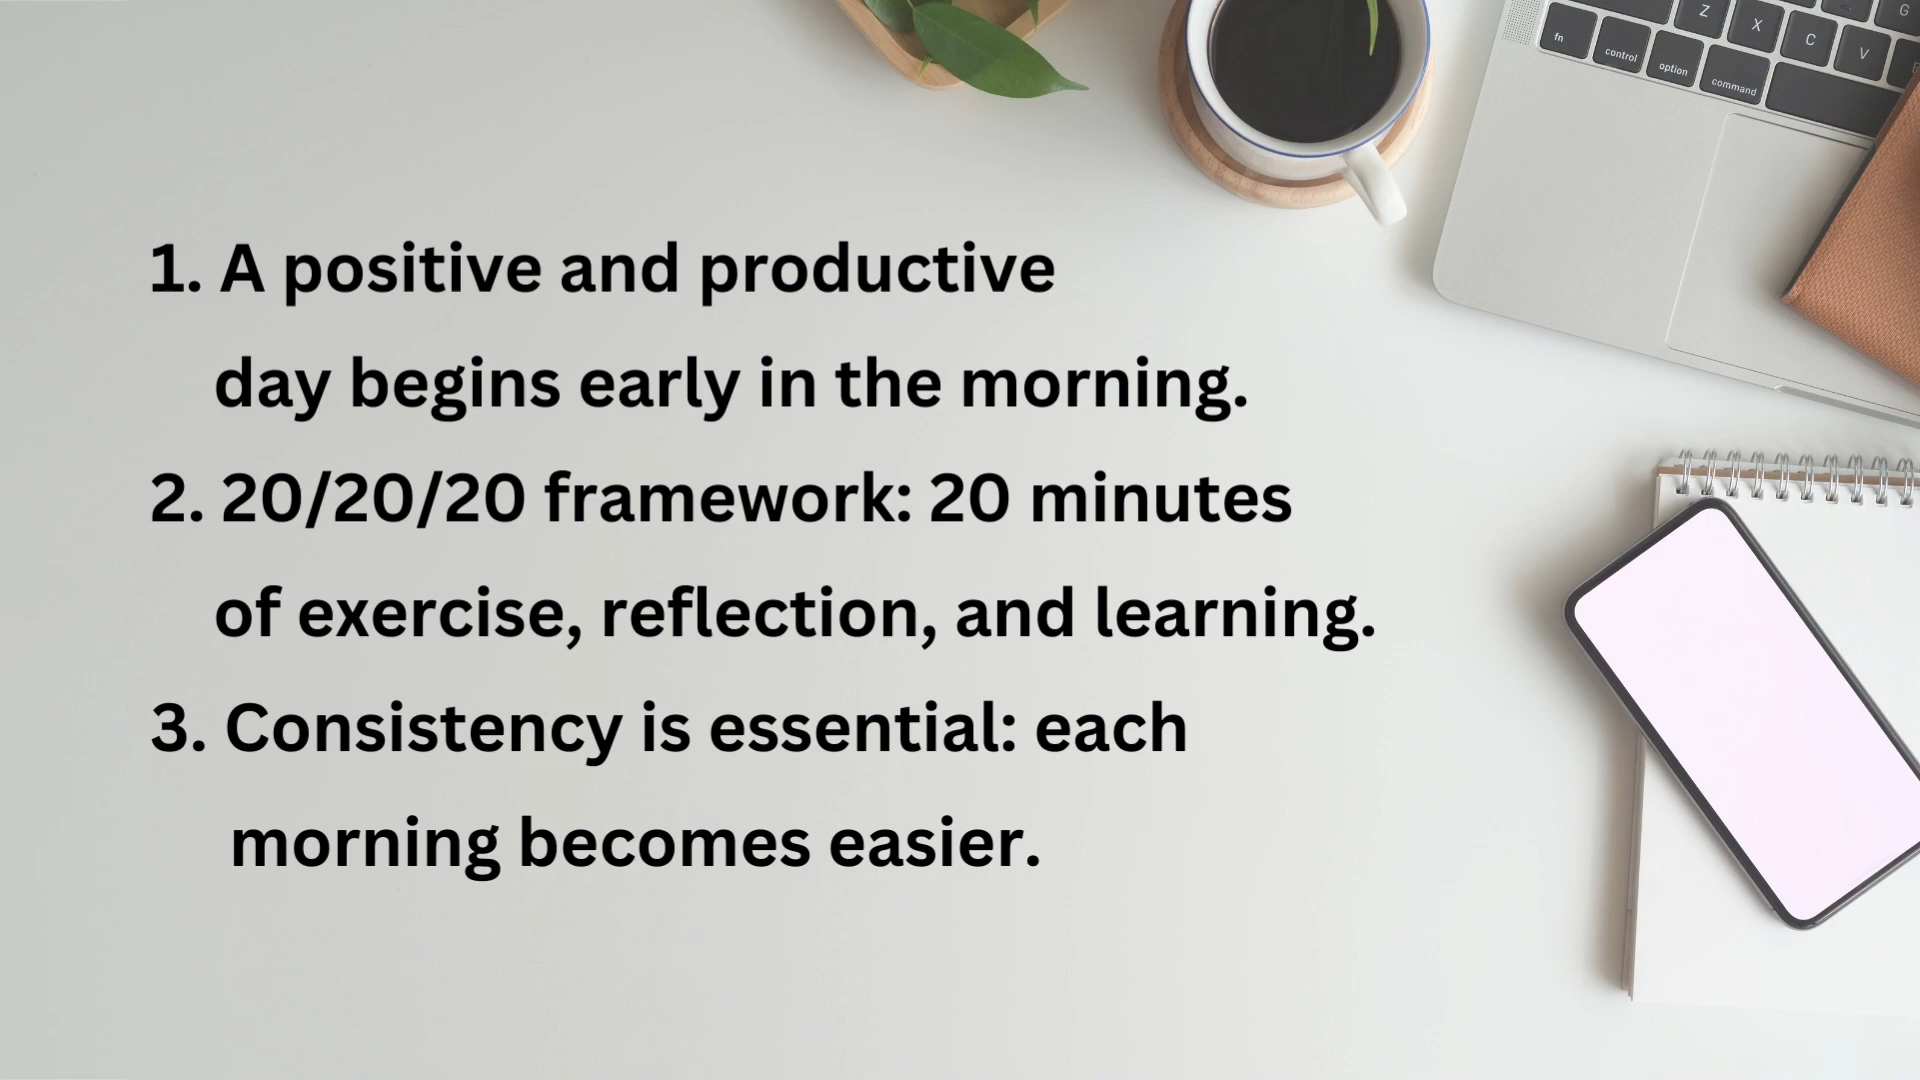 1. A positive and productive
day begins early in the morning.
2. 20/20/20 framework: 20 minutes
of exercise, reflection, and learning.
3. Consistency is essential: each
morning becomes easier.
Z X C V G
fn control option command